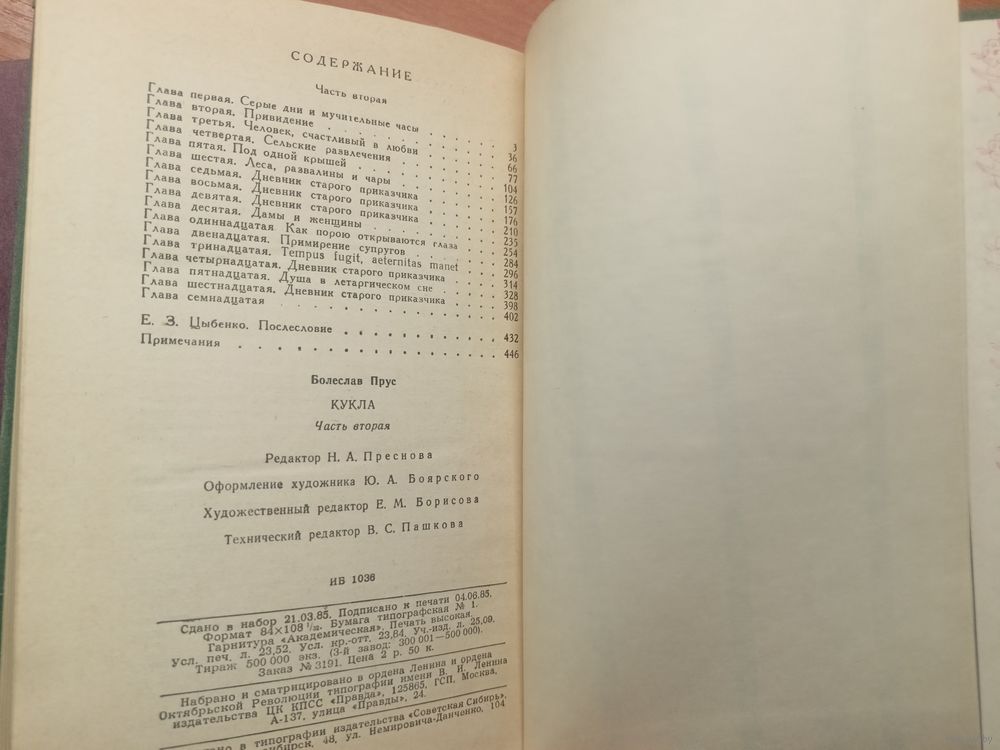 СОДЕРЖАНИЕ
Часть вторая
Глава первая. Серые дни и мучительные часы . . . . . . 3
Глава вторая. Привидение . . . . . . . . . . . 36
Глава третья. Человек, счастливый в любви . . . . . . 66
Глава четвертая. Сельские развлечения . . . . . . . 77
Глава пятая. Под одной крышей . . . . . . . . . 104
Глава шестая. Леса, развалины и чары . . . . . . . 126
Глава седьмая. Дневник старого приказчика . . . . . . 157
Глава восьмая. Дневник старого приказчика . . . . . . 176
Глава девятая. Дневник старого приказчика . . . . . . 210
Глава десятая. Дамы и женщины . . . . . . . . . 235
Глава одиннадцатая. Как порою открываются глаза . . . 254
Глава двенадцатая. Примирение супругов . . . . . . 284
Глава тринадцатая. Tempus fugit, aeternitas manet . . . 296
Глава четырнадцатая. Дневник старого приказчика . . . . 314
Глава пятнадцатая. Душа в летаргическом сне . . . . . 328
Глава шестнадцатая. Дневник старого приказчика . . . . 398
Глава семнадцатая . . . . . . . . . . . . . 402
Е. З. Цыбенко. Послесловие . . . . . . . . . . 432
Примечания . . . . . . . . . . . . . . 446
Болеслав Прус
КУКЛА
Часть вторая
Редактор Н. А. Преснова
Оформление художника Ю. А. Боярского
Художественный редактор Е. М. Борисова
Технический редактор В. С. Пашкова
ИБ 1036
Сдано в набор 21.03.85. Подписано к печати 04.06.85.
Формат 84×108 1/32. Бумага типографская № 1.
Гарнитура «Академическая». Печать высокая.
Усл. печ. л. 23,52. Усл. кр.-отт. 23,84. Уч.-изд. л. 25,09.
Тираж 500 000 экз. (3-й завод: 300 001—500 000).
Заказ № 3191. Цена 2 р. 50 к.
Набрано и сматрицировано в ордена Ленина и ордена
Октябрьской Революции типографии имени В. И. Ленина
издательства ЦК КПСС «Правда», 125865, ГСП, Москва,
А-137, улица «Правды», 24.
в типографии издательства «Советская Сибирь»,
48, ул. Немировича-Данченко, 104